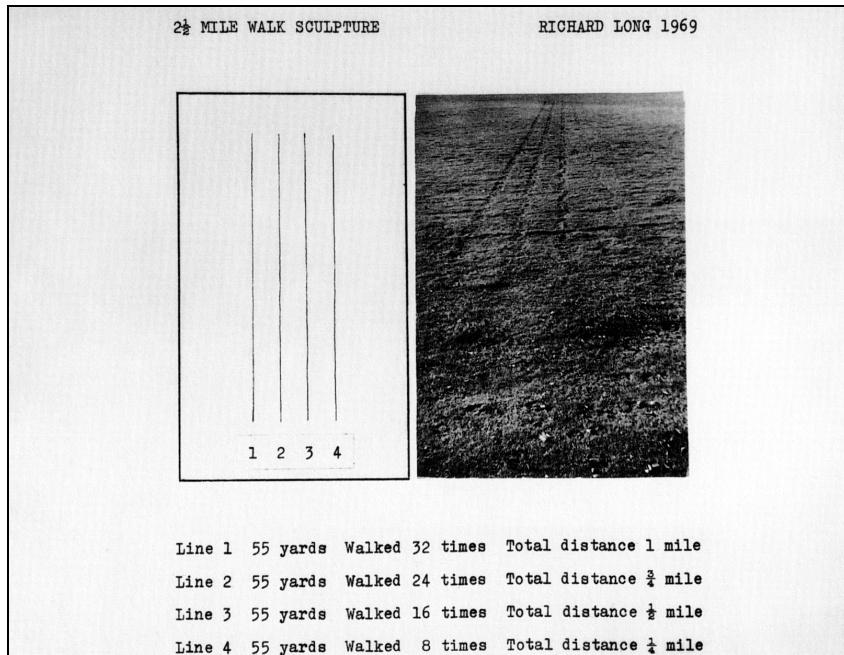 2½ MILE WALK SCULPTURE RICHARD LONG 1969
1 2 3 4
Line 1 55 yards Walked 32 times Total distance 1 mile
Line 2 55 yards Walked 24 times Total distance ¾ mile
Line 3 55 yards Walked 16 times Total distance ½ mile
Line 4 55 yards Walked 8 times Total distance ¼ mile